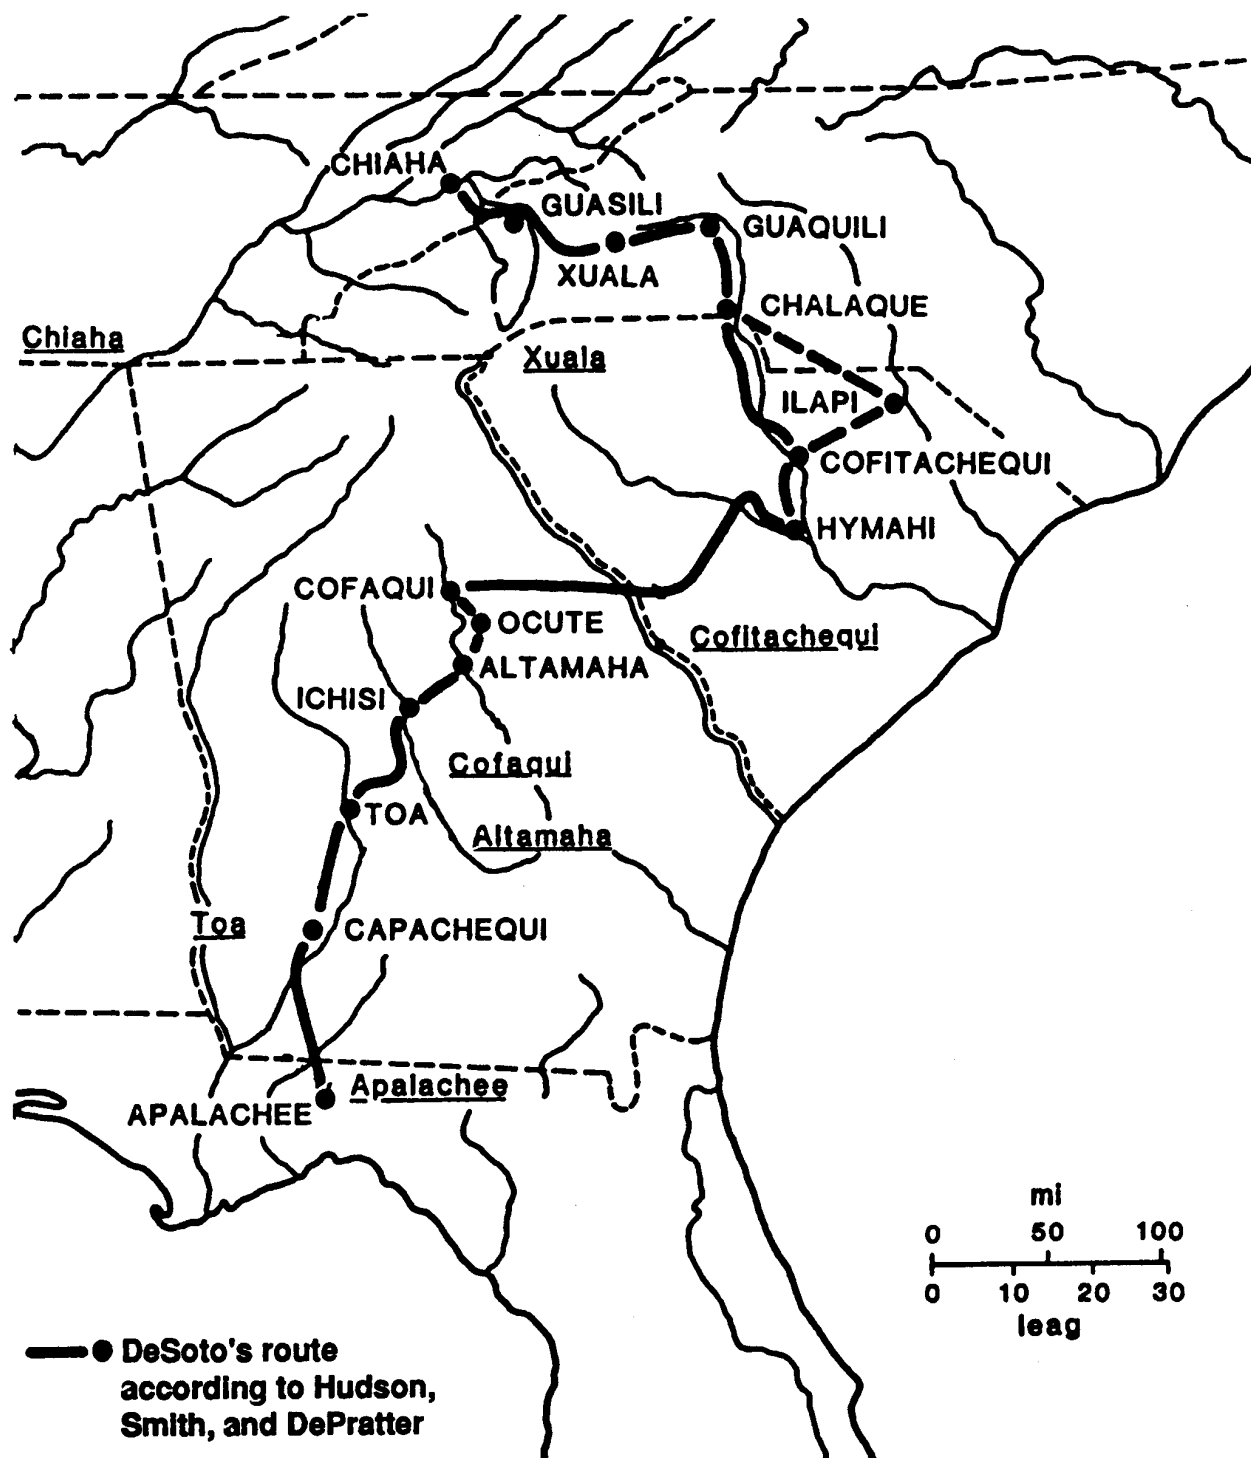 CHIAHA
GUASILI
GUAQUILI
XUALA
CHALAQUE
Chiaha
Xuala
ILAPI
COFITACHEQUI
HYMAHI
COFAQUI
OCUTE
Cofitachequi
ALTAMAHA
ICHISI
Cofaqui
TOA
Altamaha
Toa
CAPACHEQUI
Apalachee
APALACHEE
mi
0 50 100
0 10 20 30
leag
DeSoto's route
according to Hudson,
Smith, and DePratter